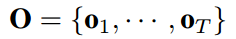 O = {o₁, ⋯ , o_T}